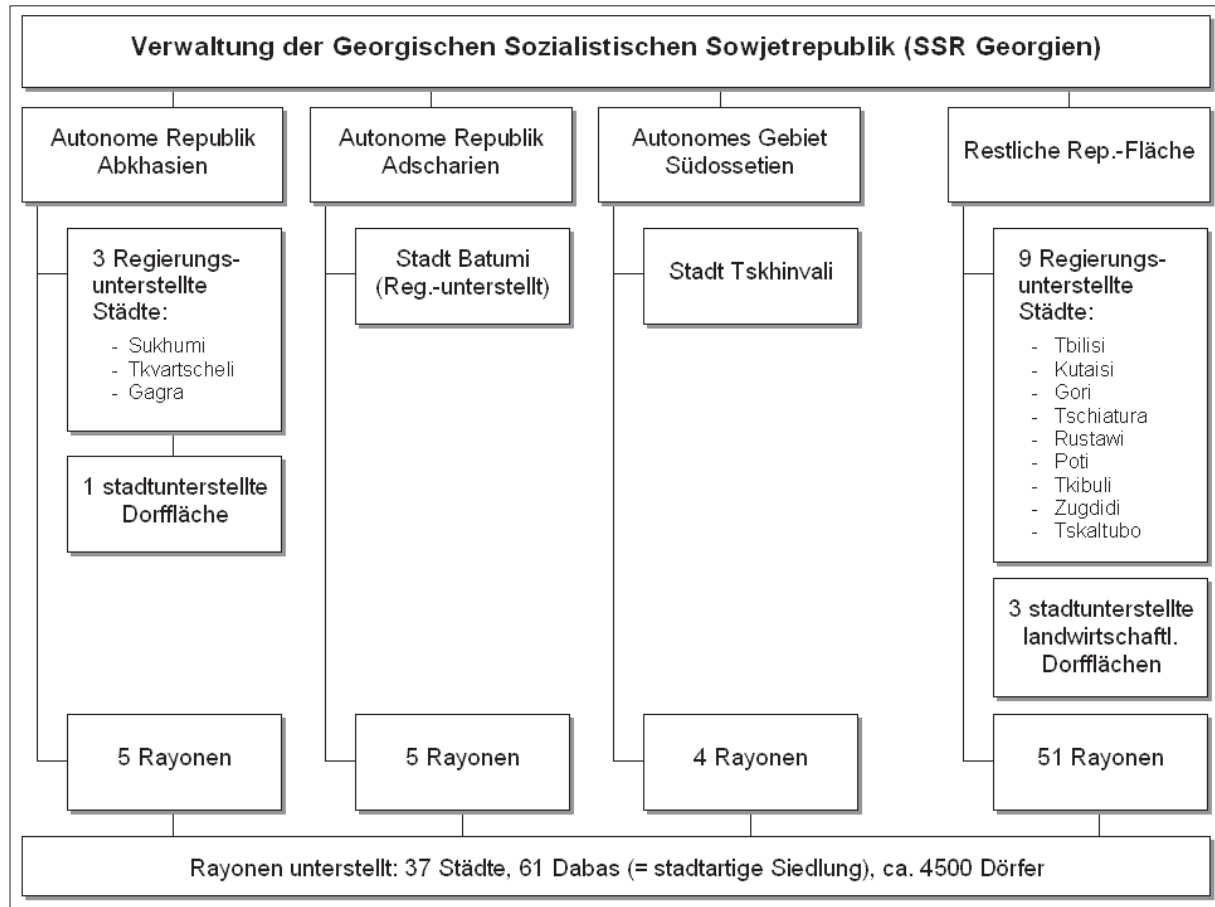 Verwaltung der Georgischen Sozialistischen Sowjetrepublik (SSR Georgien)
Autonome Republik
Abkhasien
3 Regierungs-
unterstellte
Städte:
- Sukhumi
- Tkvartscheli
- Gagra
1 stadtunterstellte
Dorffläche
5 Rayonen
Autonome Republik
Adscharien
Stadt Batumi
(Reg.-unterstellt)
5 Rayonen
Autonomes Gebiet
Südossetien
Stadt Tskhinvali
4 Rayonen
Restliche Rep.-Fläche
9 Regierungs-
unterstellte
Städte:
- Tbilisi
- Kutaisi
- Gori
- Tschiatura
- Rustawi
- Poti
- Tkibuli
- Zugdidi
- Tskaltubo
3 stadtunterstellte
landwirtschaftl.
Dorfflächen
51 Rayonen
Rayonen unterstellt: 37 Städte, 61 Dabas (= stadtartige Siedlung), ca. 4500 Dörfer